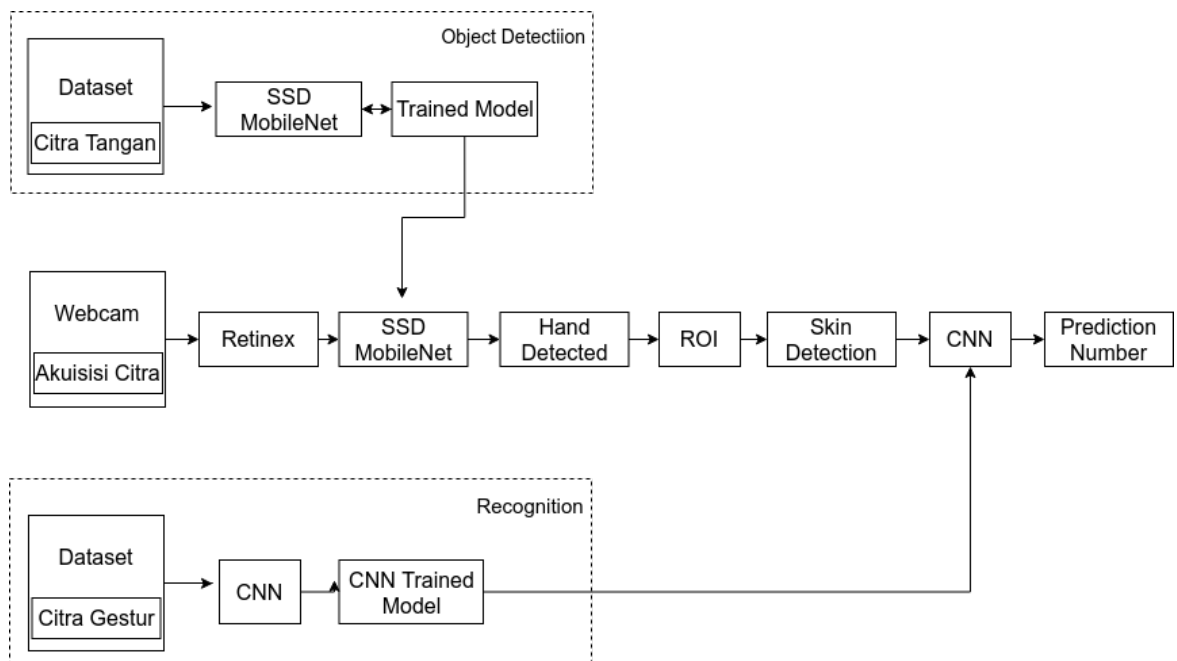 Object Detectiion
Dataset
Citra Tangan
SSD
MobileNet
Trained Model
Webcam
Akuisisi Citra
Retinex
SSD
MobileNet
Hand
Detected
ROI
Skin
Detection
CNN
Prediction
Number
Recognition
Dataset
Citra Gestur
CNN
CNN Trained
Model